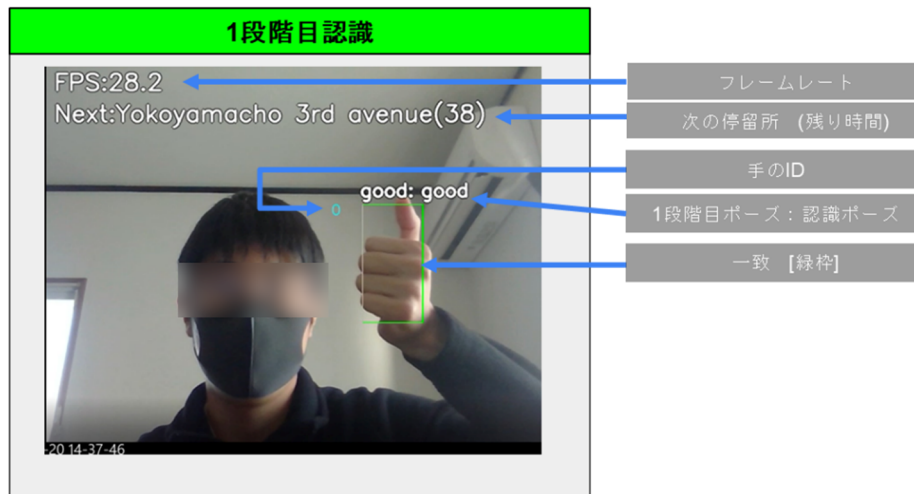 1段階目認識
FPS:28.2
Next:Yokoyamacho 3rd avenue(38)
good: good
0
-20 14-37-46
フレームレート
次の停留所 (残り時間)
手のID
1段階目ポーズ：認識ポーズ
一致 [緑枠]